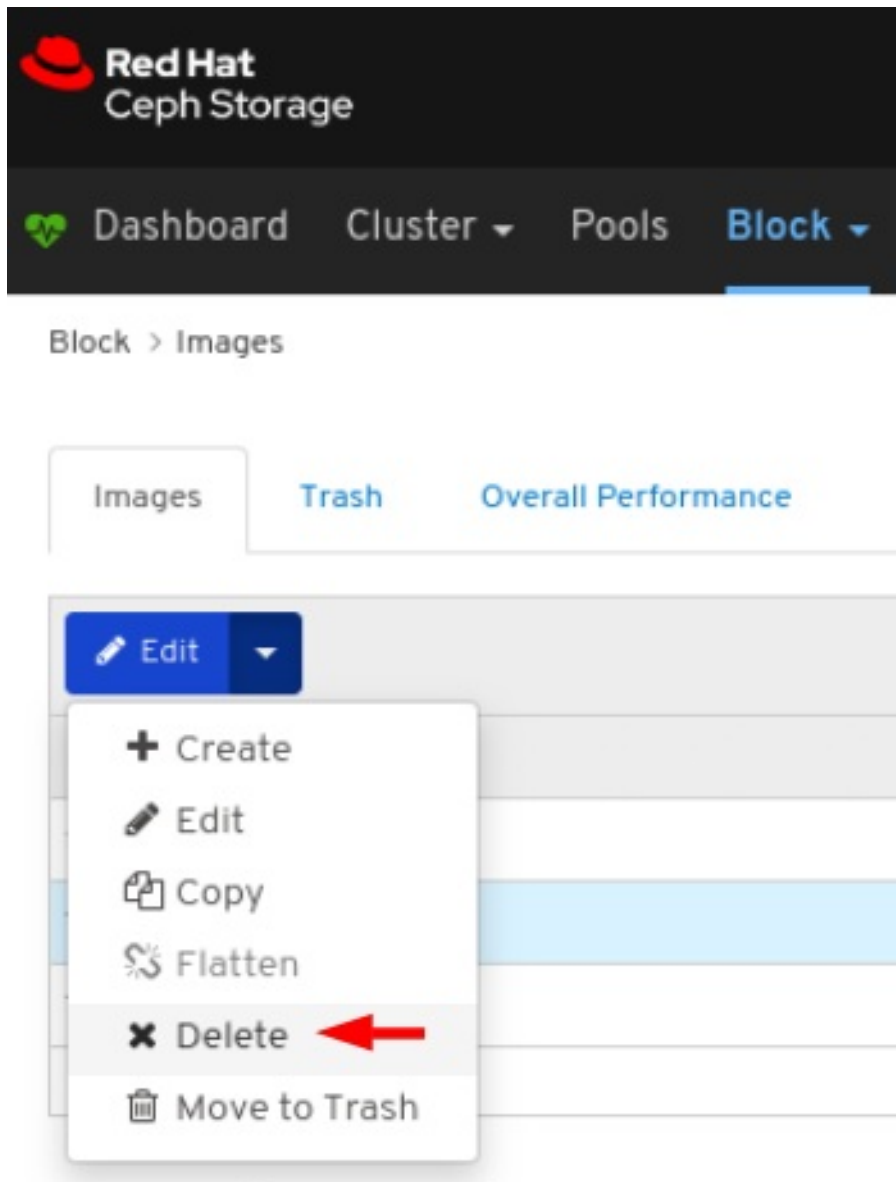 Red Hat
Ceph Storage
Dashboard Cluster Pools Block
Block > Images
Images Trash Overall Performance
Edit
Create
Edit
Copy
Flatten
Delete
Move to Trash